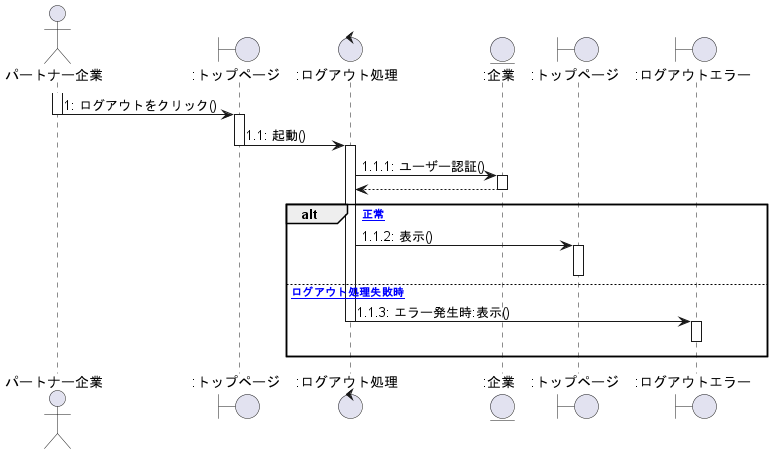 パートナー企業
:トップページ
:ログアウト処理
:企業
:トップページ
:ログアウトエラー
1: ログアウトをクリック()
1.1: 起動()
1.1.1: ユーザー認証()
alt
正常
1.1.2: 表示()
ログアウト処理失敗時
1.1.3: エラー発生時:表示()
パートナー企業
:トップページ
:ログアウト処理
:企業
:トップページ
:ログアウトエラー